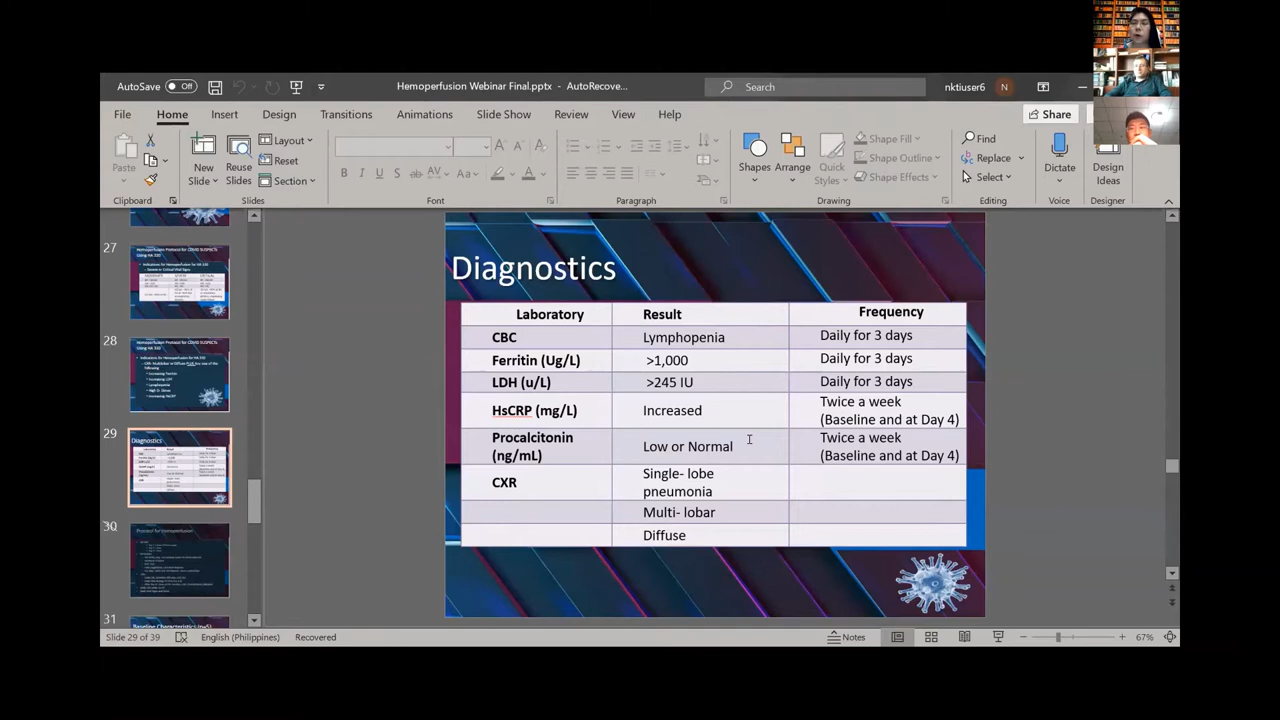 AutoSave Off
Hemoperfusion Webinar Final.pptx - AutoRecove...
Search
nktiuser6 N
File Home Insert Design Transitions Animations Slide Show Review View Help
Share
Paste
New
Slide
Reuse
Slides
Layout
Reset
Section
Shapes
Arrange
Quick
Styles
Shape Fill
Shape Outline
Shape Effects
Find
Replace
Select
Dictate
Design
Ideas
Clipboard Slides Font Paragraph Drawing Editing Voice Designer
27
28
29
30
31
Diagnostics
Laboratory Result Frequency
CBC Lymphopenia Daily for 3 days
Ferritin (Ug/L) >1,000 Daily for 3 days
LDH (u/L) >245 IU Daily for 3 days
HsCRP (mg/L) Increased Twice a week
(Baseline and at Day 4)
Procalcitonin
(ng/mL) Low or Normal Twice a week
(Baseline and at Day 4)
CXR Single- lobe
pneumonia
Multi- lobar
Diffuse
Slide 29 of 39 English (Philippines) Recovered
Notes 67%